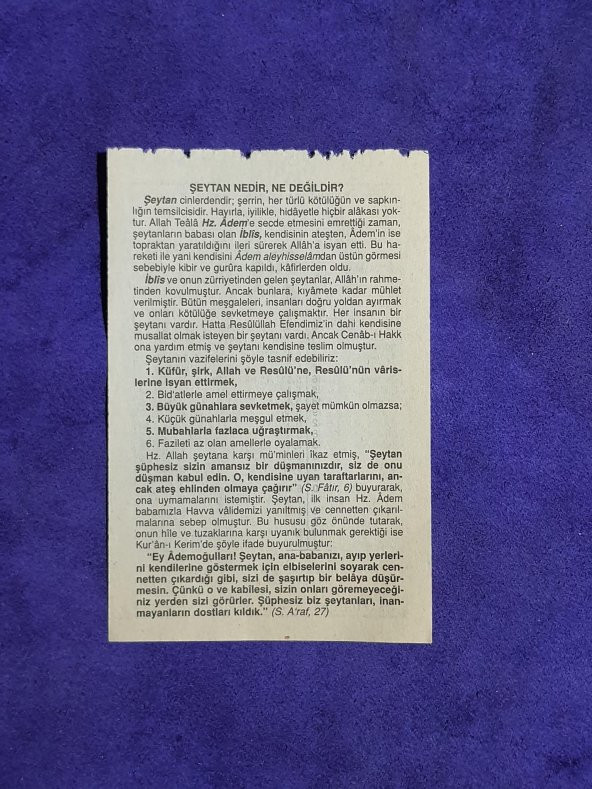 ŞEYTAN NEDİR, NE DEĞİLDİR?
Şeytan cinlerdendir; şerrin, her türlü kötülüğün ve sapkın-
lığın temsilcisidir. Hayırla, iyilikle, hidâyetle hiçbir alâkası yok-
tur. Allah Teâlâ Hz. Âdem'e secde etmesini emrettiği zaman,
şeytanların babası olan İblîs, kendisinin ateşten, Âdem'in ise
topraktan yaratıldığını ileri sürerek Allâh'a isyan etti. Bu ha-
reketi ile yani kendisini Âdem aleyhisselâmdan üstün görmesi
sebebiyle kibir ve gurûra kapıldı, kâfirlerden oldu.
İblîs ve onun zürriyetinden gelen şeytanlar, Allâh'ın rahme-
tinden kovulmuştur. Ancak bunlara, kıyâmete kadar mühlet
verilmiştir. Bütün meşgaleleri, insanları doğru yoldan ayırmak
ve onları kötülüğe sevketmeye çalışmaktır. Her insanın bir
şeytanı vardır. Hatta Resûlüllah Efendimiz'in dahi kendisine
musallat olmak isteyen bir şeytanı vardı. Ancak Cenâb-ı Hakk
ona yardım etmiş ve şeytanı kendisine teslim olmuştur.
Şeytanın vazifelerini şöyle tasnif edebiliriz:
1. Küfür, şirk, Allah ve Resûlü'ne, Resûlü'nün vâris-
lerine isyan ettirmek,
2. Bid'atlerle amel ettirmeye çalışmak,
3. Büyük günahlara sevketmek, şayet mümkün olmazsa;
4. Küçük günahlarla meşgul etmek,
5. Mubahlarla fazlaca uğraştırmak,
6. Fazileti az olan amellerle oyalamak.
Hz. Allah şeytana karşı mü'minleri îkaz etmiş, "Şeytan
şüphesiz sizin amansız bir düşmanınızdır, siz de onu
düşman kabul edin. O, kendisine uyan taraftarlarını, an-
cak ateş ehlinden olmaya çağırır" (S. Fâtır, 6) buyurarak,
ona uymamalarını istemiştir. Şeytan, ilk insan Hz. Âdem
babamızla Havva vâlidemizi yanıltmış ve cennetten çıkarıl-
malarına sebep olmuştur. Bu hususu göz önünde tutarak,
onun hîle ve tuzaklarına karşı uyanık bulunmak gerektiği ise
Kur'ân-ı Kerim'de şöyle ifade buyurulmuştur:
"Ey Âdemoğulları! Şeytan, ana-babanızı, ayıp yerleri-
ni kendilerine göstermek için elbiselerini soyarak cen-
netten çıkardığı gibi, sizi de şaşırtıp bir belâya düşür-
mesin. Çünkü o ve kabilesi, sizin onları göremeyeceği-
niz yerden sizi görürler. Şüphesiz biz şeytanları, inan-
mayanların dostları kıldık." (S. A'raf, 27)